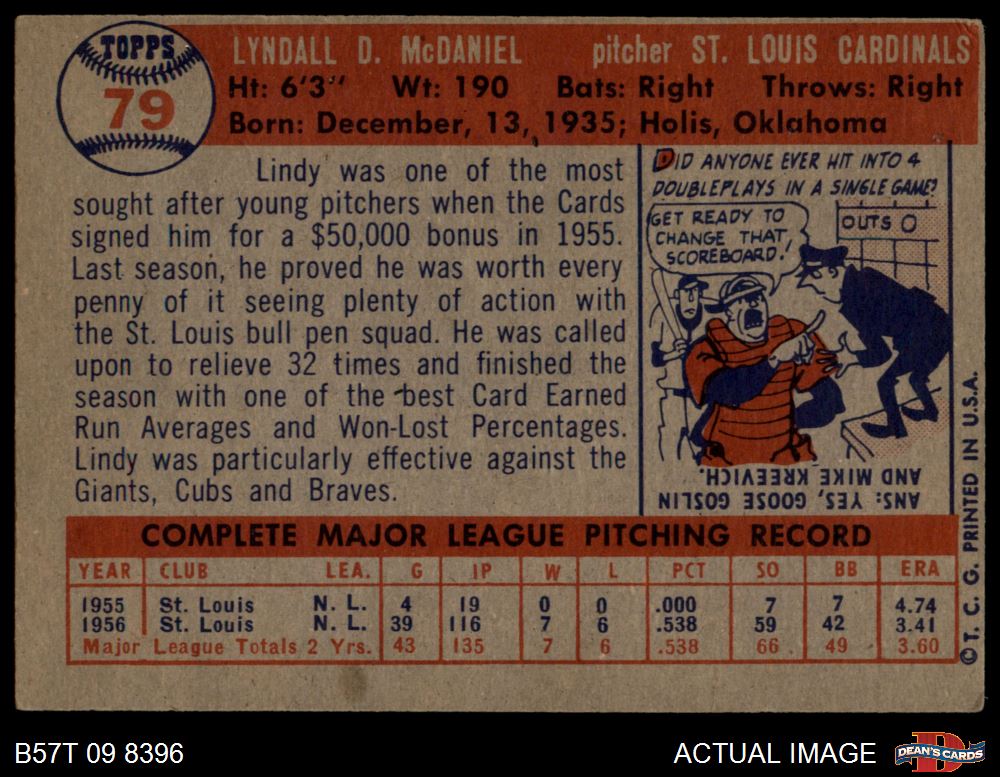 TOPPS
79
LYNDALL D. McDANIEL pitcher ST. LOUIS CARDINALS
Ht: 6'3" Wt: 190 Bats: Right Throws: Right
Born: December, 13, 1935; Holis, Oklahoma
Lindy was one of the most
sought after young pitchers when the Cards
signed him for a $50,000 bonus in 1955.
Last season, he proved he was worth every
penny of it seeing plenty of action with
the St. Louis bull pen squad. He was called
upon to relieve 32 times and finished the
season with one of the best Card Earned
Run Averages and Won-Lost Percentages.
Lindy was particularly effective against the
Giants, Cubs and Braves.
DID ANYONE EVER HIT INTO 4
DOUBLEPLAYS IN A SINGLE GAME?
GET READY TO
CHANGE THAT
SCOREBOARD!
OUTS 0
ANS: YES, GOOSE GOSLIN
AND MIKE KREEVICH.
COMPLETE MAJOR LEAGUE PITCHING RECORD
YEAR CLUB LEA. G IP W L PCT SO BB ERA
1955 St. Louis N. L. 4 19 0 0 .000 7 7 4.74
1956 St. Louis N. L. 39 116 7 6 .538 59 42 3.41
Major League Totals 2 Yrs. 43 135 7 6 .538 66 49 3.60
© T. C. G. PRINTED IN U.S.A.
B57T 09 8396
ACTUAL IMAGE
DEAN'S CARDS